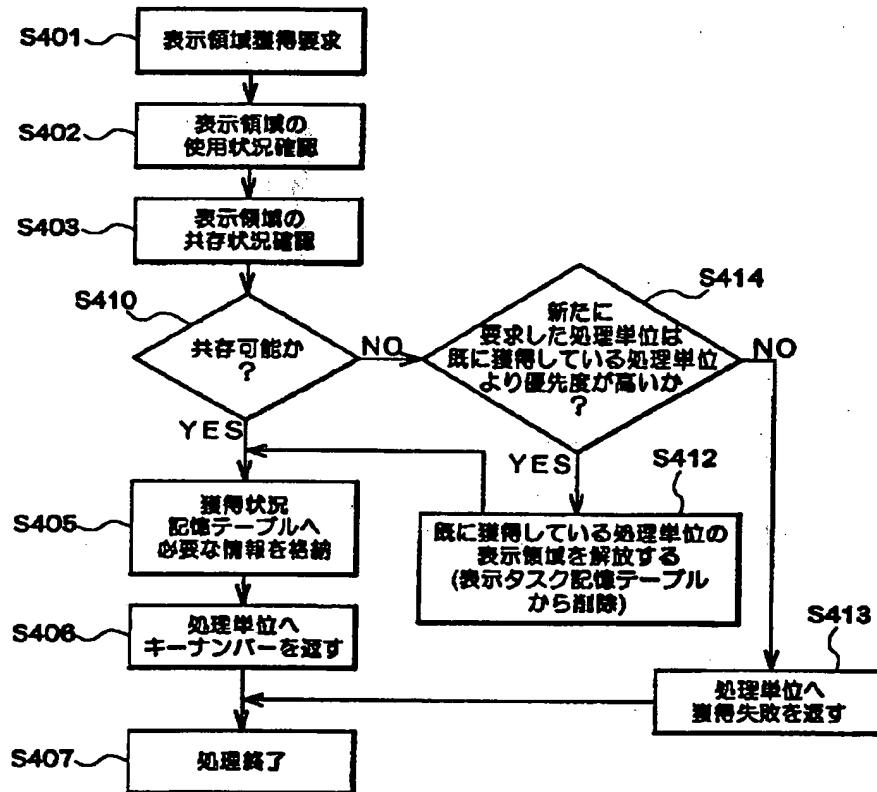 S401
表示領域獲得要求
S402
表示領域の
使用状況確認
S403
表示領域の
共存状況確認
S410
共存可能か
?
NO
YES
S414
新たに
要求した処理単位は
既に獲得している処理単位
より優先度が高いか
?
NO
YES
S412
既に獲得している処理単位の
表示領域を解放する
(表示タスク記憶テーブル
から削除)
S405
獲得状況
記憶テーブルへ
必要な情報を格納
S406
処理単位へ
キーナンバーを返す
S413
処理単位へ
獲得失敗を返す
S407
処理終了